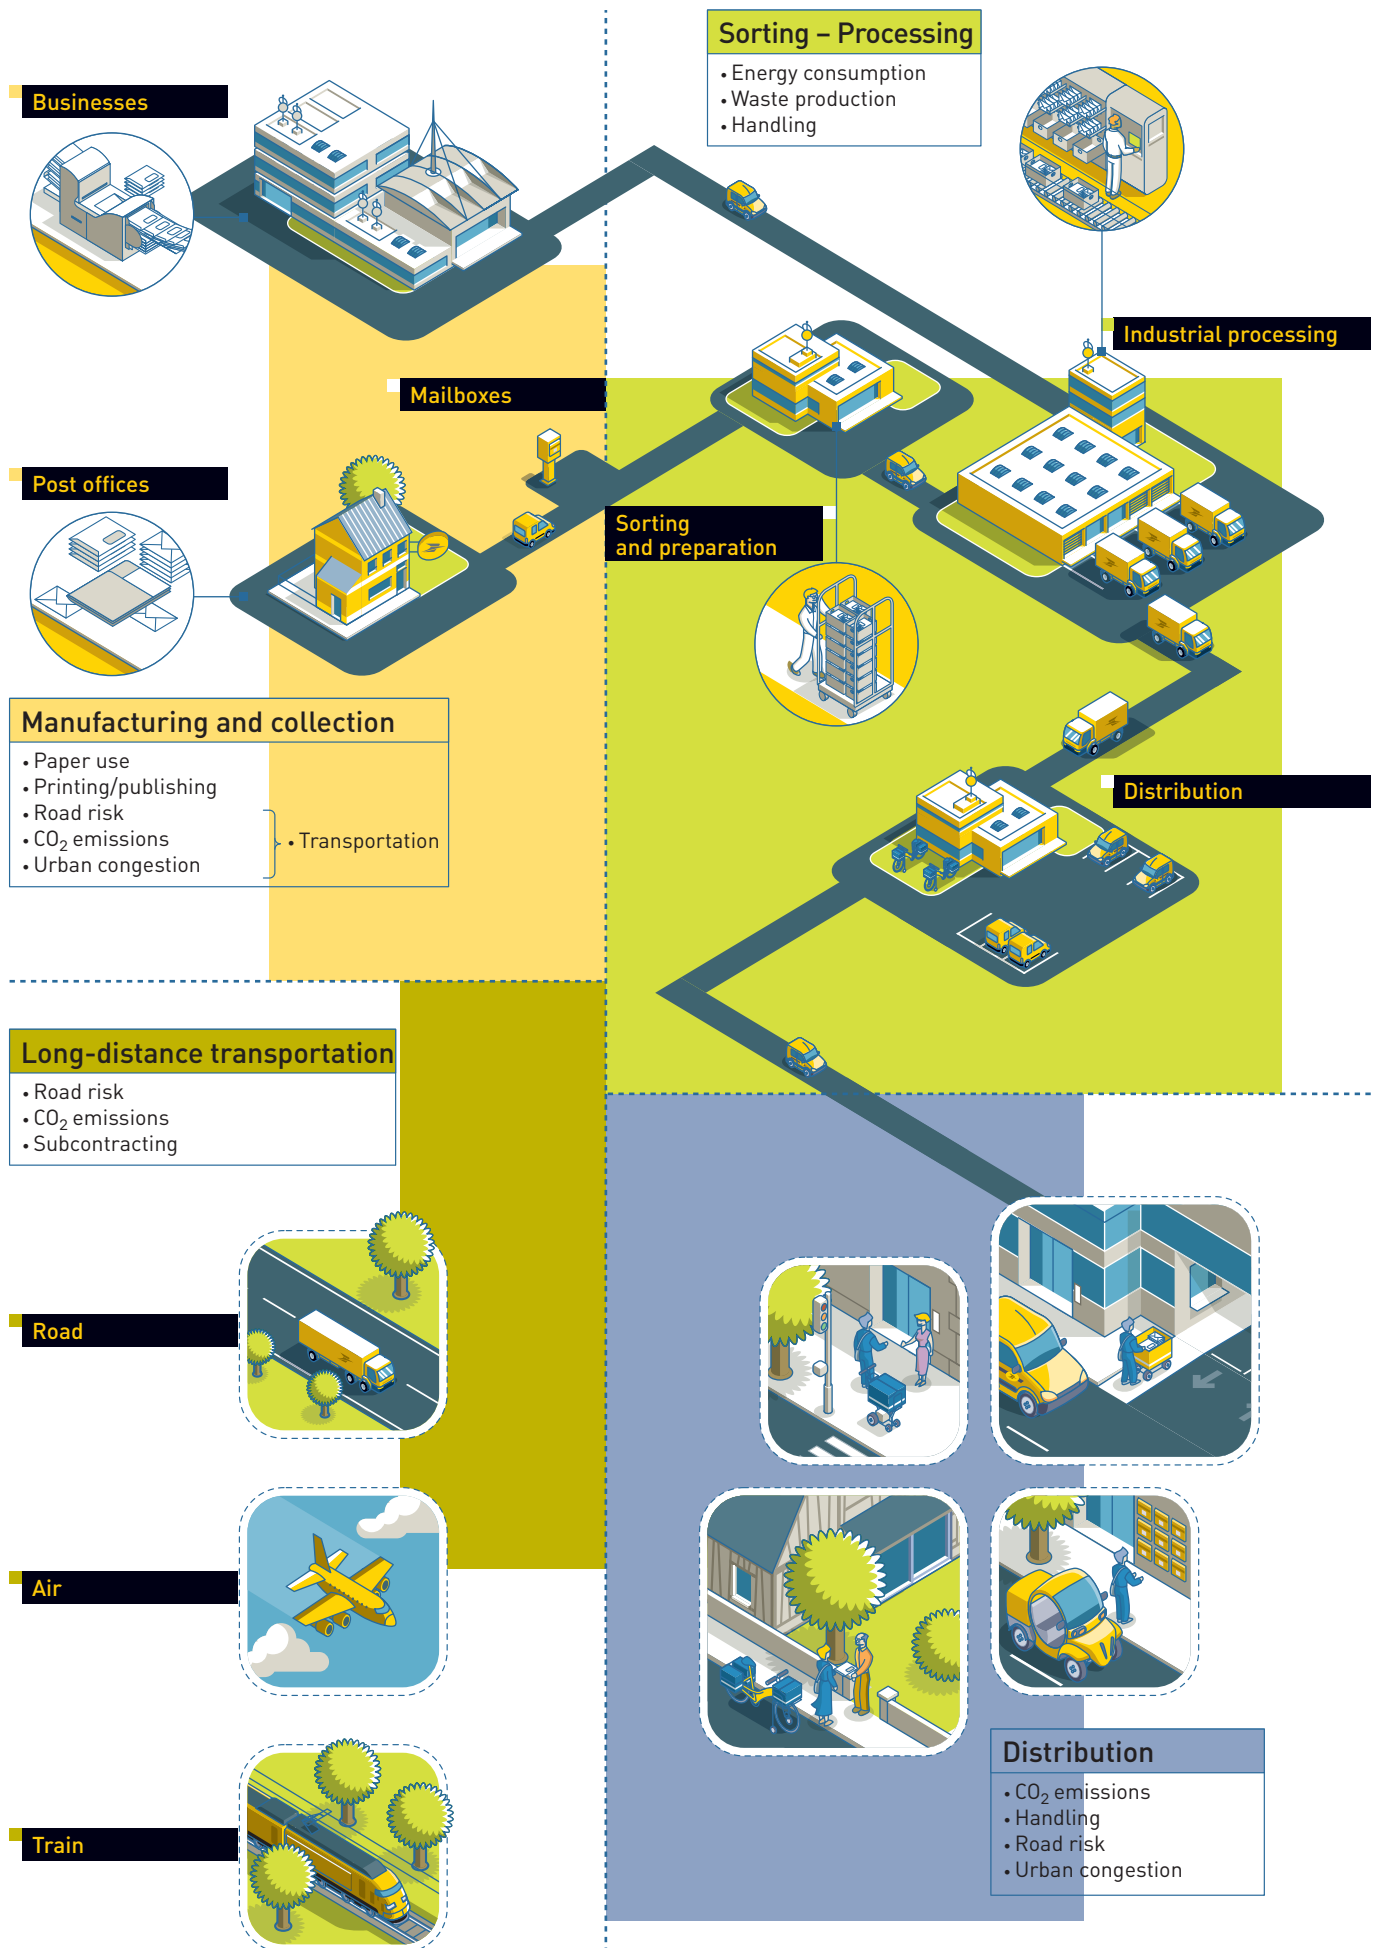 Sorting – Processing
• Energy consumption
• Waste production
• Handling
Businesses
Industrial processing
Mailboxes
Post offices
Sorting
and preparation
Manufacturing and collection
• Paper use
• Printing/publishing
• Road risk
• CO₂ emissions
• Urban congestion
• Transportation
Distribution
Long-distance transportation
• Road risk
• CO₂ emissions
• Subcontracting
Road
Air
Train
Distribution
• CO₂ emissions
• Handling
• Road risk
• Urban congestion